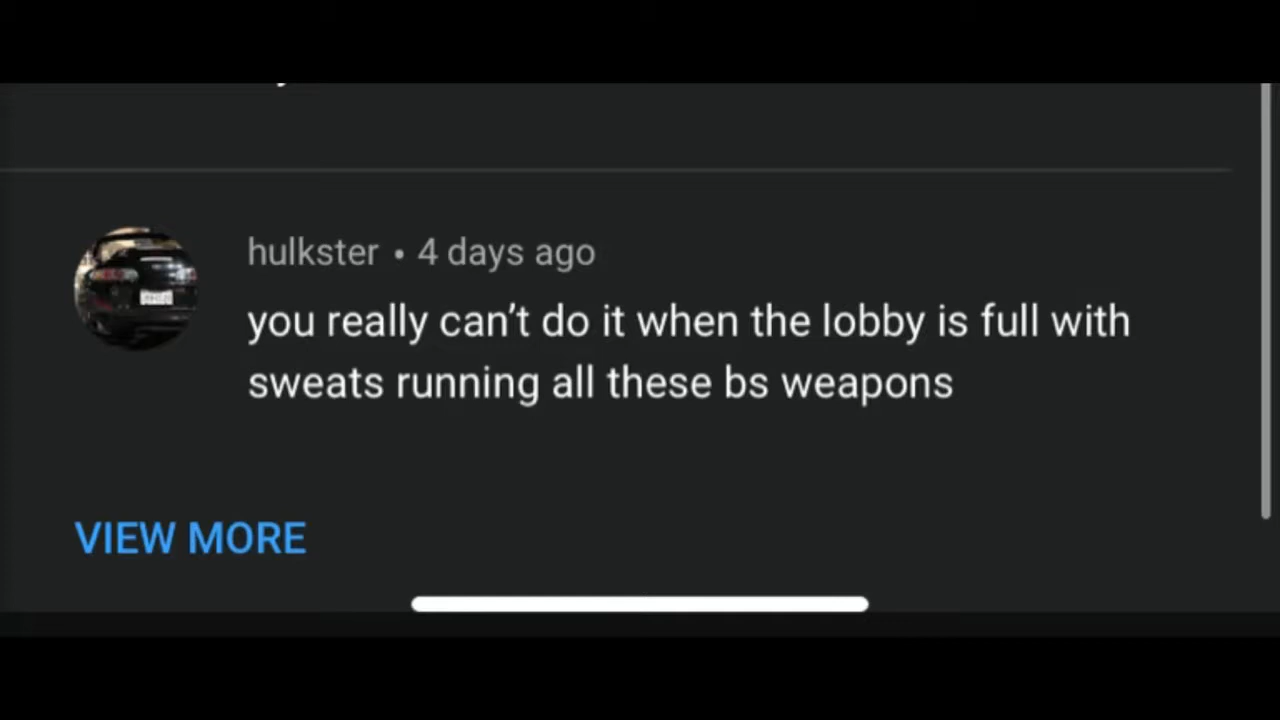 hulkster • 4 days ago
you really can’t do it when the lobby is full with
sweats running all these bs weapons
VIEW MORE